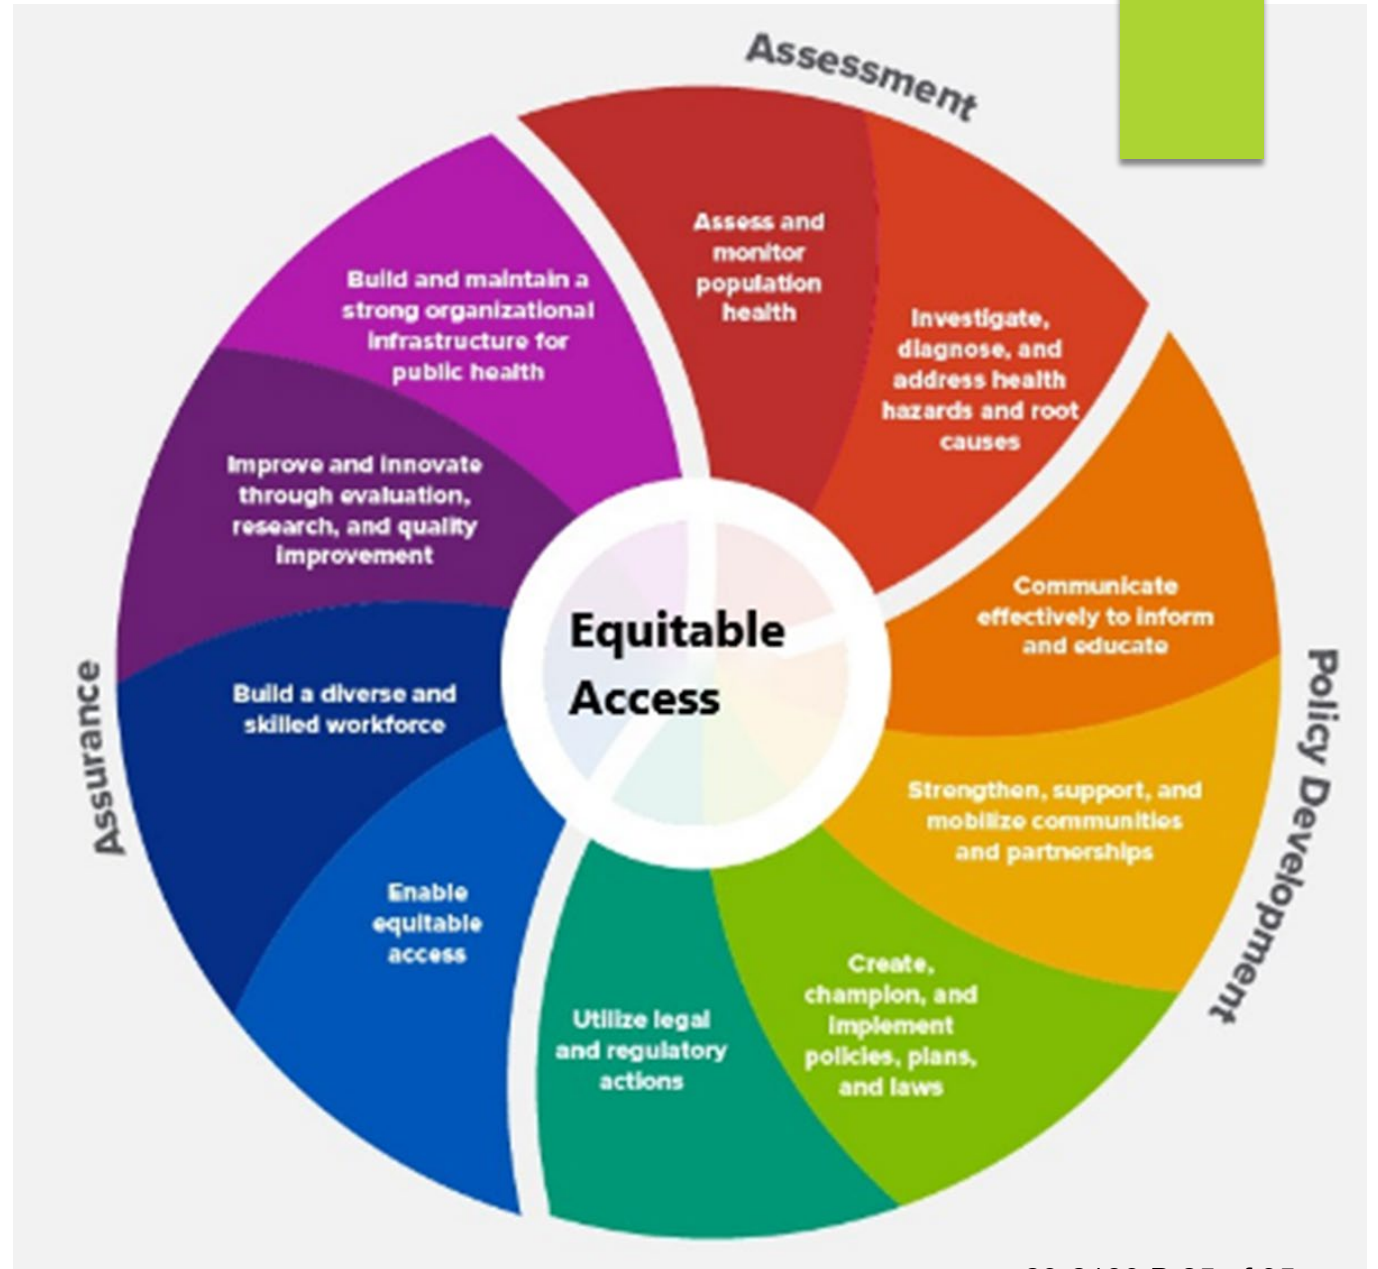 Assessment
Assess and
monitor
population
health
Investigate,
diagnose, and
address health
hazards and root
causes
Communicate
effectively to inform
and educate
Policy Development
Strengthen, support, and
mobilize communities
and partnerships
Create,
champion, and
implement
policies, plans,
and laws
Utilize legal
and regulatory
actions
Enable
equitable
access
Assurance
Build a diverse and
skilled workforce
Improve and innovate
through evaluation,
research, and quality
improvement
Build and maintain a
strong organizational
infrastructure for
public health
Equitable
Access